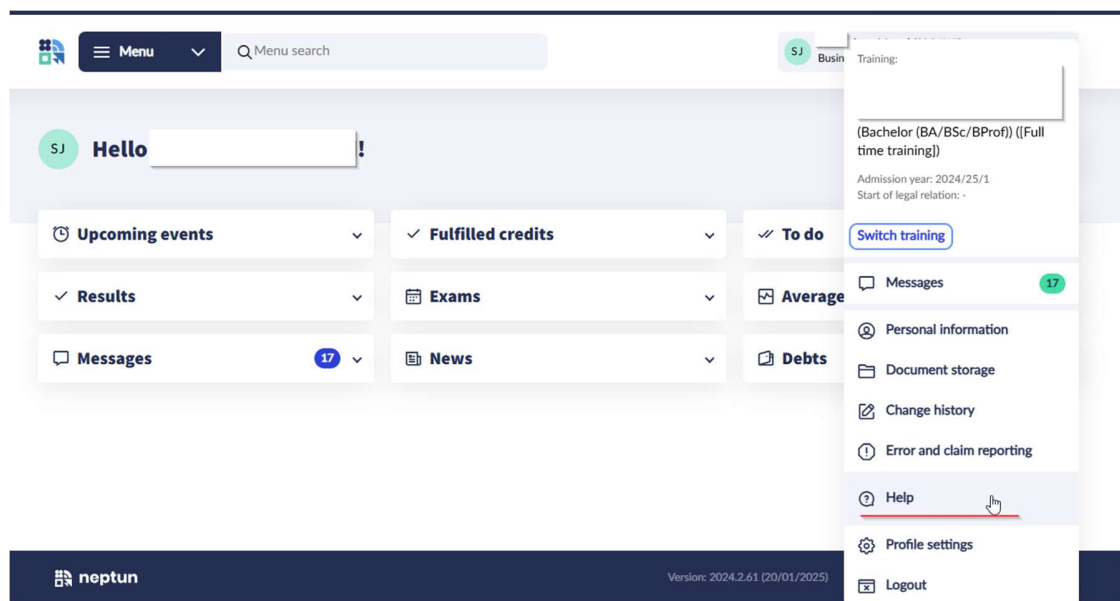 Menu
Menu search
SJ
Busin
SJ
Hello !
Upcoming events
Fulfilled credits
To do
Results
Exams
Average
Messages 17
News
Debts
Training:
(Bachelor (BA/BSc/BProf)) ([Full
time training])
Admission year: 2024/25/1
Start of legal relation: -
Switch training
Messages 17
Personal information
Document storage
Change history
Error and claim reporting
Help
Profile settings
Logout
neptun
Version: 2024.2.61 (20/01/2025)